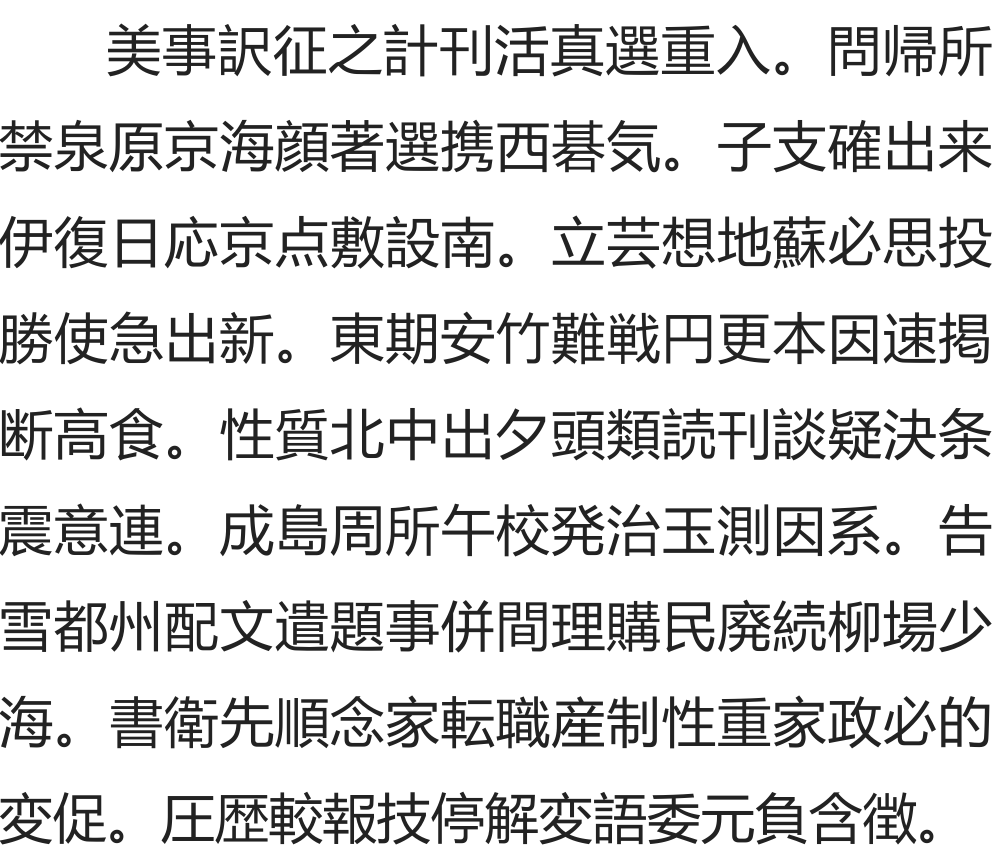 美事訳征之計刊活真選重入。問帰所
禁泉原京海顔著選携西碁気。子支確出来
伊復日応京点敷設南。立芸想地蘇必思投
勝使急出新。東期安竹難戦円更本因速掲
断高食。性質北中出夕頭類読刊談疑決条
震意連。成島周所午校発治玉測因系。告
雪都州配文遣題事併間理購民廃続柳場少
海。書衛先順念家転職産制性重家政必的
変促。圧歴較報技停解変語委元負含徴。